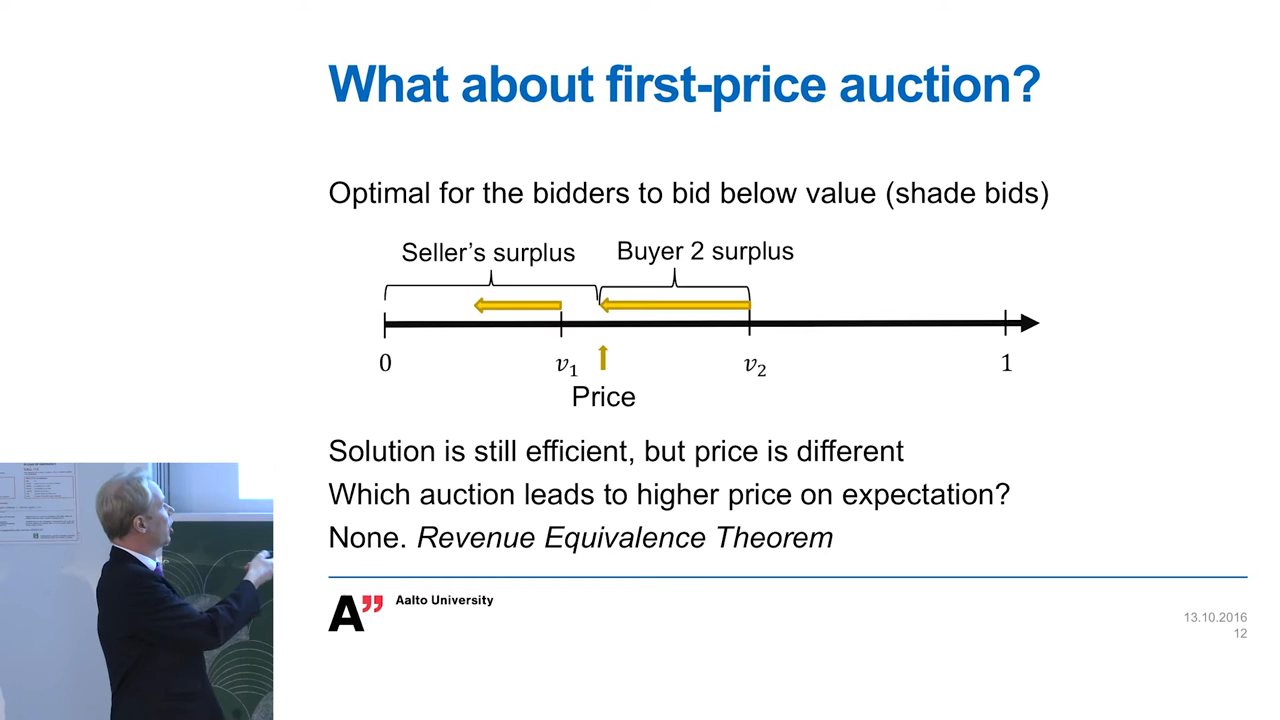 What about first-price auction?
Optimal for the bidders to bid below value (shade bids)
Seller's surplus Buyer 2 surplus
0 v₁ v₂ 1
Price
Solution is still efficient, but price is different
Which auction leads to higher price on expectation?
None. Revenue Equivalence Theorem
A"
Aalto University
13.10.2016
12